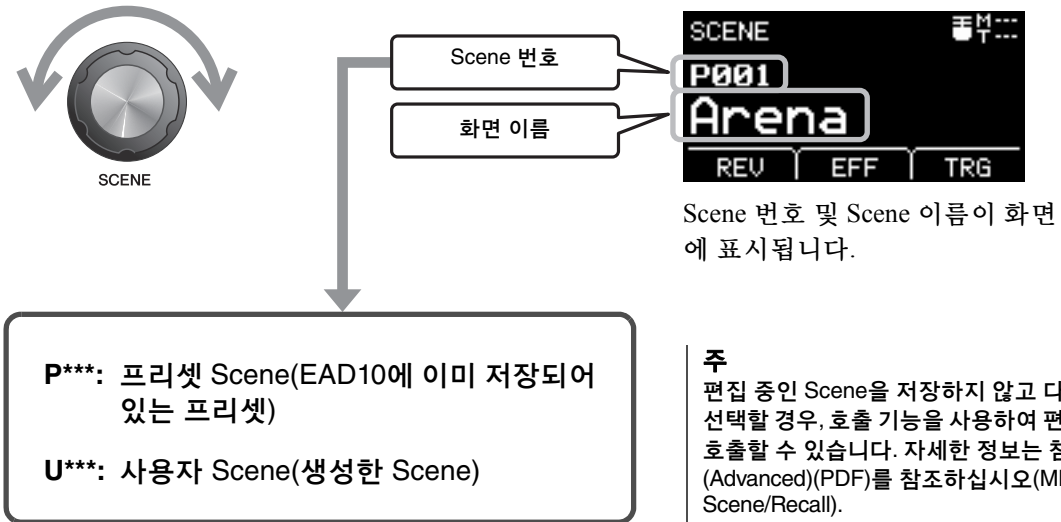 SCENE
Scene 번호
화면 이름
SCENE
M---
T---
P001
Arena
REV EFF TRG
Scene 번호 및 Scene 이름이 화면
에 표시됩니다.
P***: 프리셋 Scene(EAD10에 이미 저장되어
있는 프리셋)
U***: 사용자 Scene(생성한 Scene)
주
편집 중인 Scene을 저장하지 않고
선택할 경우, 호출 기능을 사용하여
호출할 수 있습니다. 자세한 정보는
(Advanced)(PDF)를 참조하십시오
Scene/Recall).